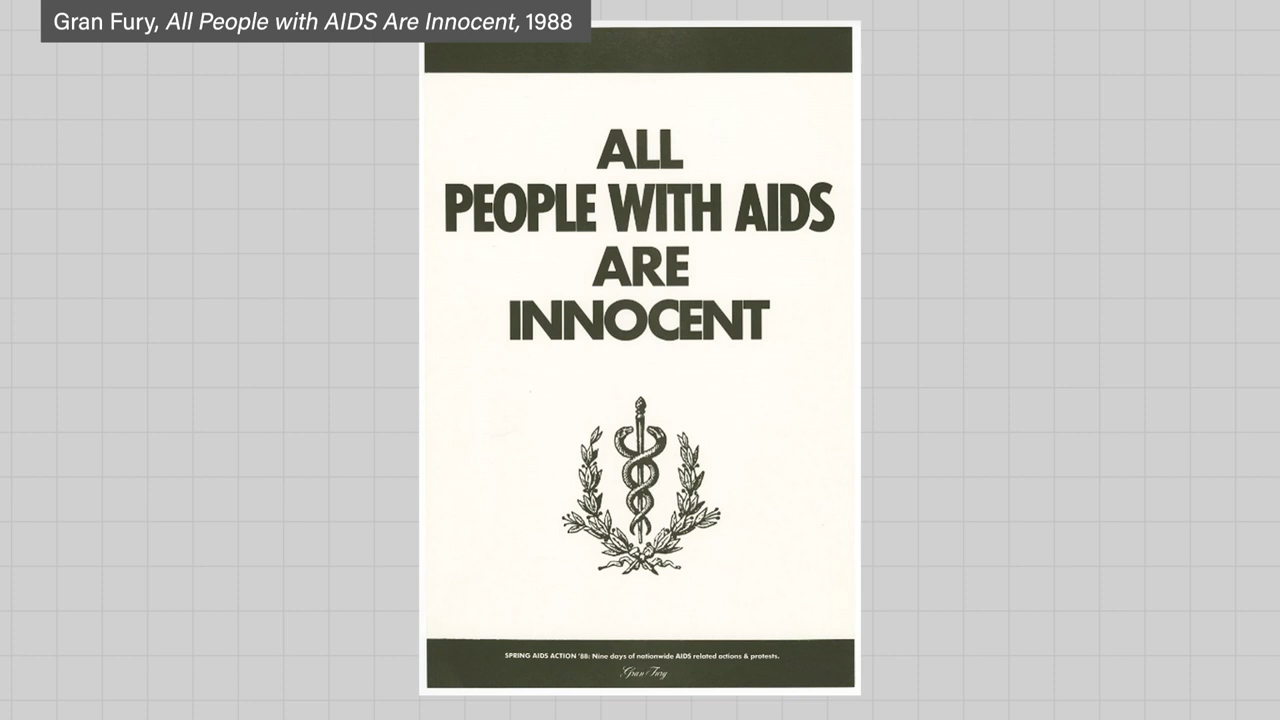 Gran Fury, All People with AIDS Are Innocent, 1988
ALL
PEOPLE WITH AIDS
ARE
INNOCENT
SPRING AIDS ACTION '88: Nine days of nationwide AIDS related actions & protests.
Gran Fury